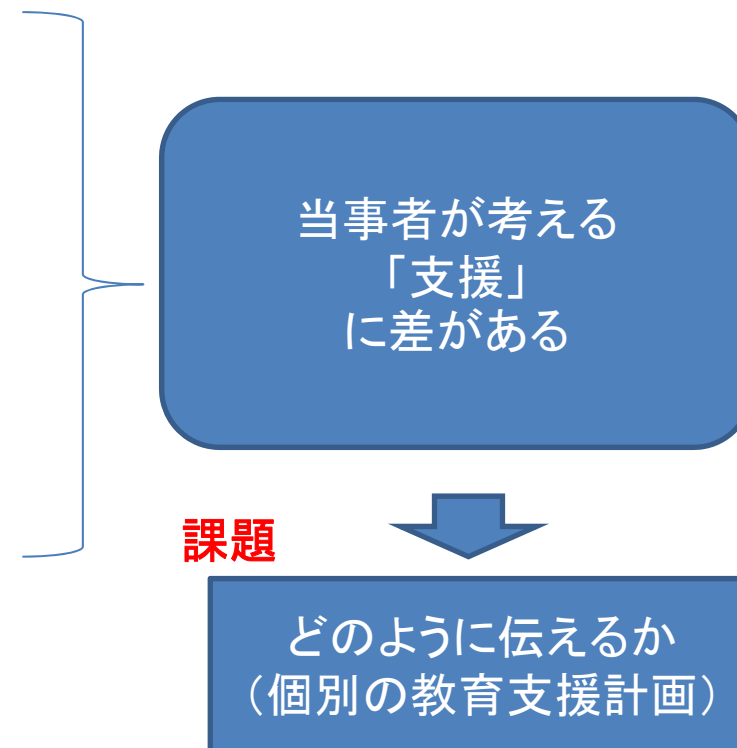 当事者が考える
「支援」
に差がある
課題
どのように伝えるか
（個別の教育支援計画）